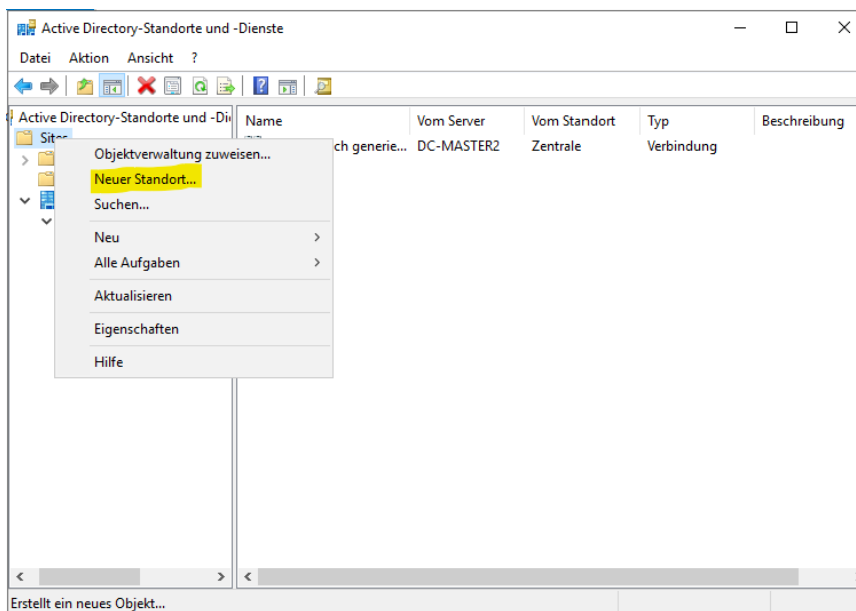 Active Directory-Standorte und -Dienste
Datei Aktion Ansicht ?
Active Directory-Standorte und -Di
Name Vom Server Vom Standort Typ Beschreibung
Sites
ch generie... DC-MASTER2 Zentrale Verbindung
Objektverwaltung zuweisen...
Neuer Standort...
Suchen...
Neu
Alle Aufgaben
Aktualisieren
Eigenschaften
Hilfe
Erstellt ein neues Objekt...